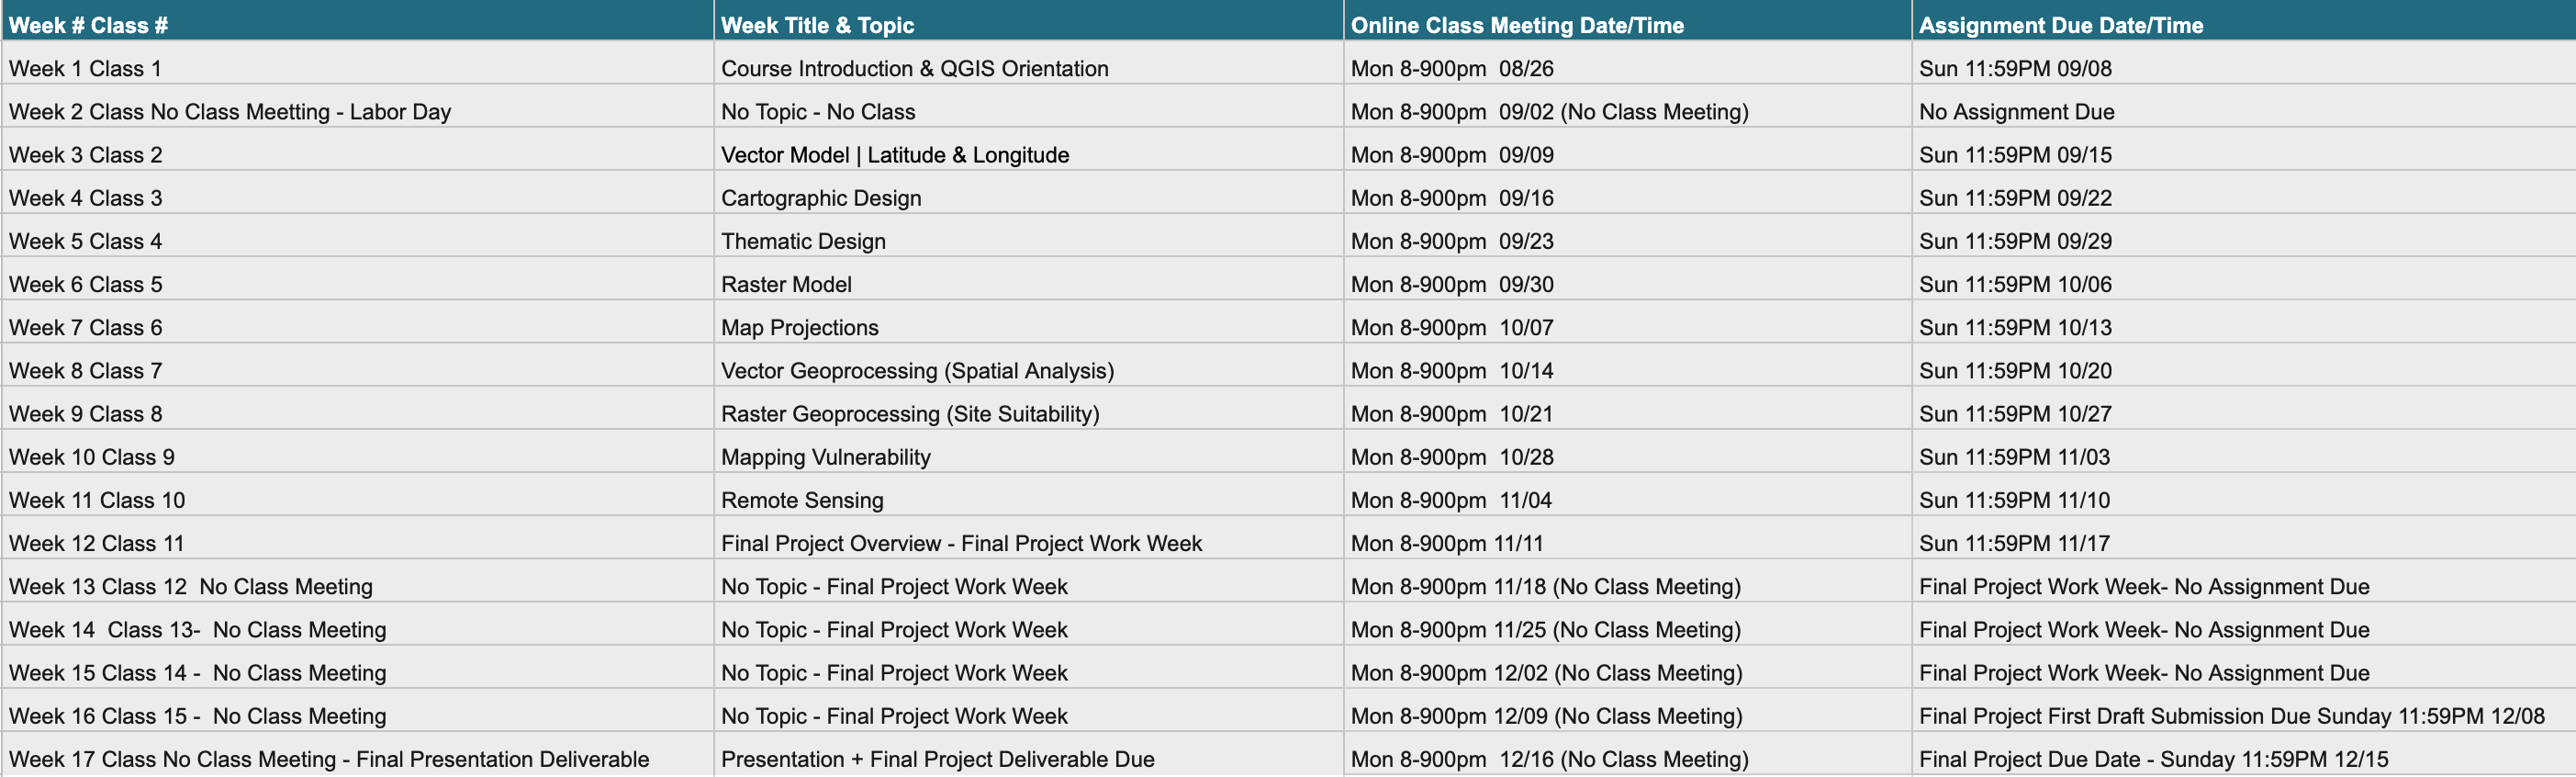 Week # Class # Week Title & Topic Online Class Meeting Date/Time Assignment Due Date/Time
Week 1 Class 1 Course Introduction & QGIS Orientation Mon 8-900pm  08/26 Sun 11:59PM 09/08
Week 2 Class No Class Meetting - Labor Day No Topic - No Class Mon 8-900pm  09/02 (No Class Meeting) No Assignment Due
Week 3 Class 2 Vector Model | Latitude & Longitude Mon 8-900pm  09/09 Sun 11:59PM 09/15
Week 4 Class 3 Cartographic Design Mon 8-900pm  09/16 Sun 11:59PM 09/22
Week 5 Class 4 Thematic Design Mon 8-900pm  09/23 Sun 11:59PM 09/29
Week 6 Class 5 Raster Model Mon 8-900pm  09/30 Sun 11:59PM 10/06
Week 7 Class 6 Map Projections Mon 8-900pm  10/07 Sun 11:59PM 10/13
Week 8 Class 7 Vector Geoprocessing (Spatial Analysis) Mon 8-900pm  10/14 Sun 11:59PM 10/20
Week 9 Class 8 Raster Geoprocessing (Site Suitability) Mon 8-900pm  10/21 Sun 11:59PM 10/27
Week 10 Class 9 Mapping Vulnerability Mon 8-900pm  10/28 Sun 11:59PM 11/03
Week 11 Class 10 Remote Sensing Mon 8-900pm  11/04 Sun 11:59PM 11/10
Week 12 Class 11 Final Project Overview - Final Project Work Week Mon 8-900pm 11/11 Sun 11:59PM 11/17
Week 13 Class 12  No Class Meeting No Topic - Final Project Work Week Mon 8-900pm 11/18 (No Class Meeting) Final Project Work Week- No Assignment Due
Week 14  Class 13-  No Class Meeting No Topic - Final Project Work Week Mon 8-900pm 11/25 (No Class Meeting) Final Project Work Week- No Assignment Due
Week 15 Class 14 -  No Class Meeting No Topic - Final Project Work Week Mon 8-900pm 12/02 (No Class Meeting) Final Project Work Week- No Assignment Due
Week 16 Class 15 -  No Class Meeting No Topic - Final Project Work Week Mon 8-900pm 12/09 (No Class Meeting) Final Project First Draft Submission Due Sunday 11:59PM 12/08
Week 17 Class No Class Meeting - Final Presentation Deliverable Presentation + Final Project Deliverable Due Mon 8-900pm  12/16 (No Class Meeting) Final Project Due Date - Sunday 11:59PM 12/15